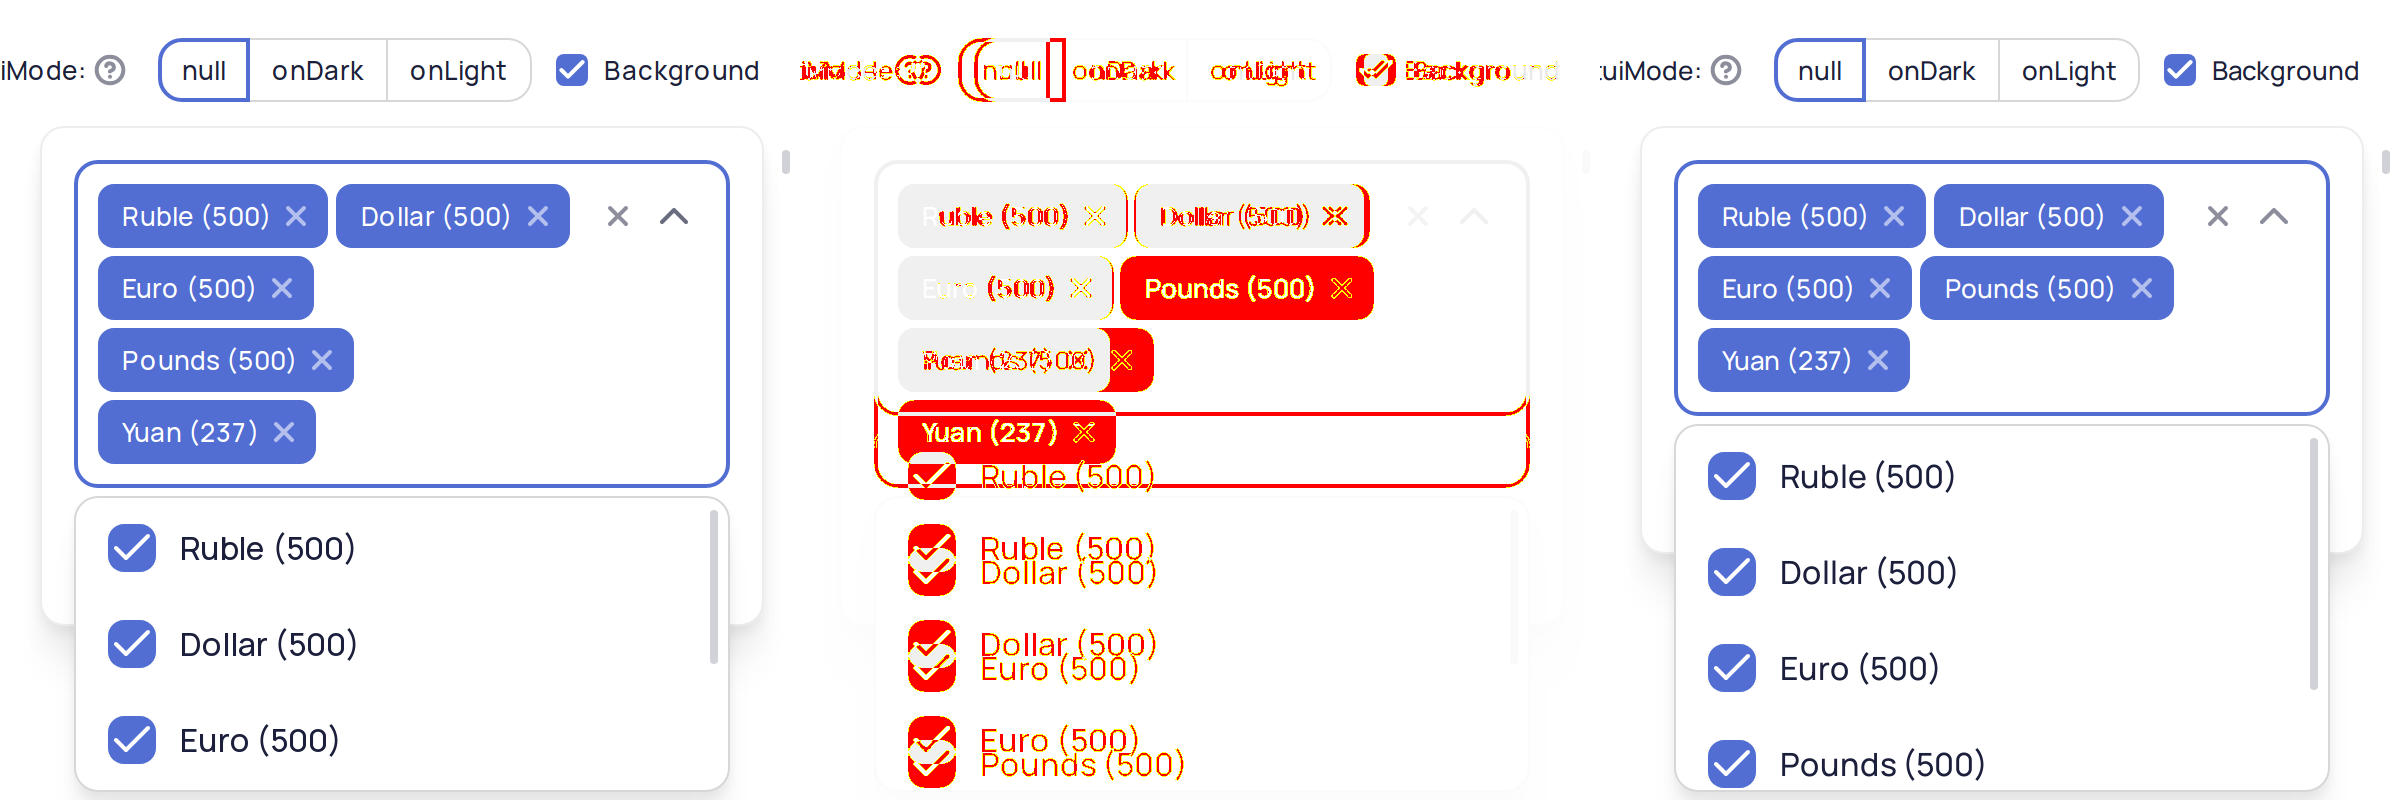 iMode: null onDark onLight Background
Ruble (500) Dollar (500)
Euro (500)
Pounds (500)
Yuan (237)
Ruble (500)
Dollar (500)
Euro (500)
null onDark onLight Background
Ruble (500) Dollar (500)
Euro (500) Pounds (500)
Yuan (237)
Ruble (500)
Ruble (500)
Dollar (500)
Dollar (500)
Euro (500)
Euro (500)
Pounds (500)
tuiMode: null onDark onLight Background
Ruble (500) Dollar (500)
Euro (500) Pounds (500)
Yuan (237)
Ruble (500)
Dollar (500)
Euro (500)
Pounds (500)